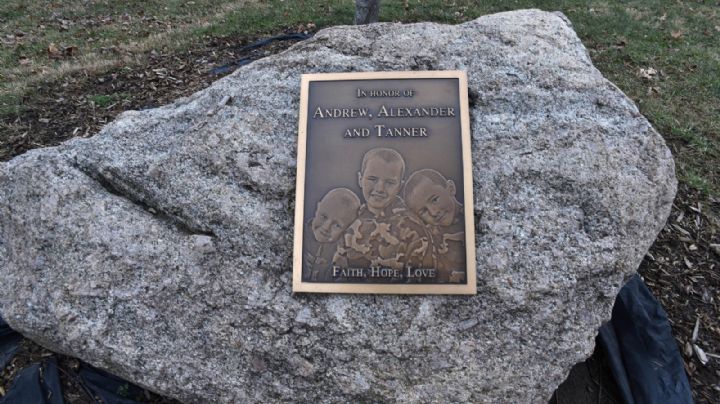 In honor of
Andrew, Alexander
and Tanner
Faith, Hope, Love